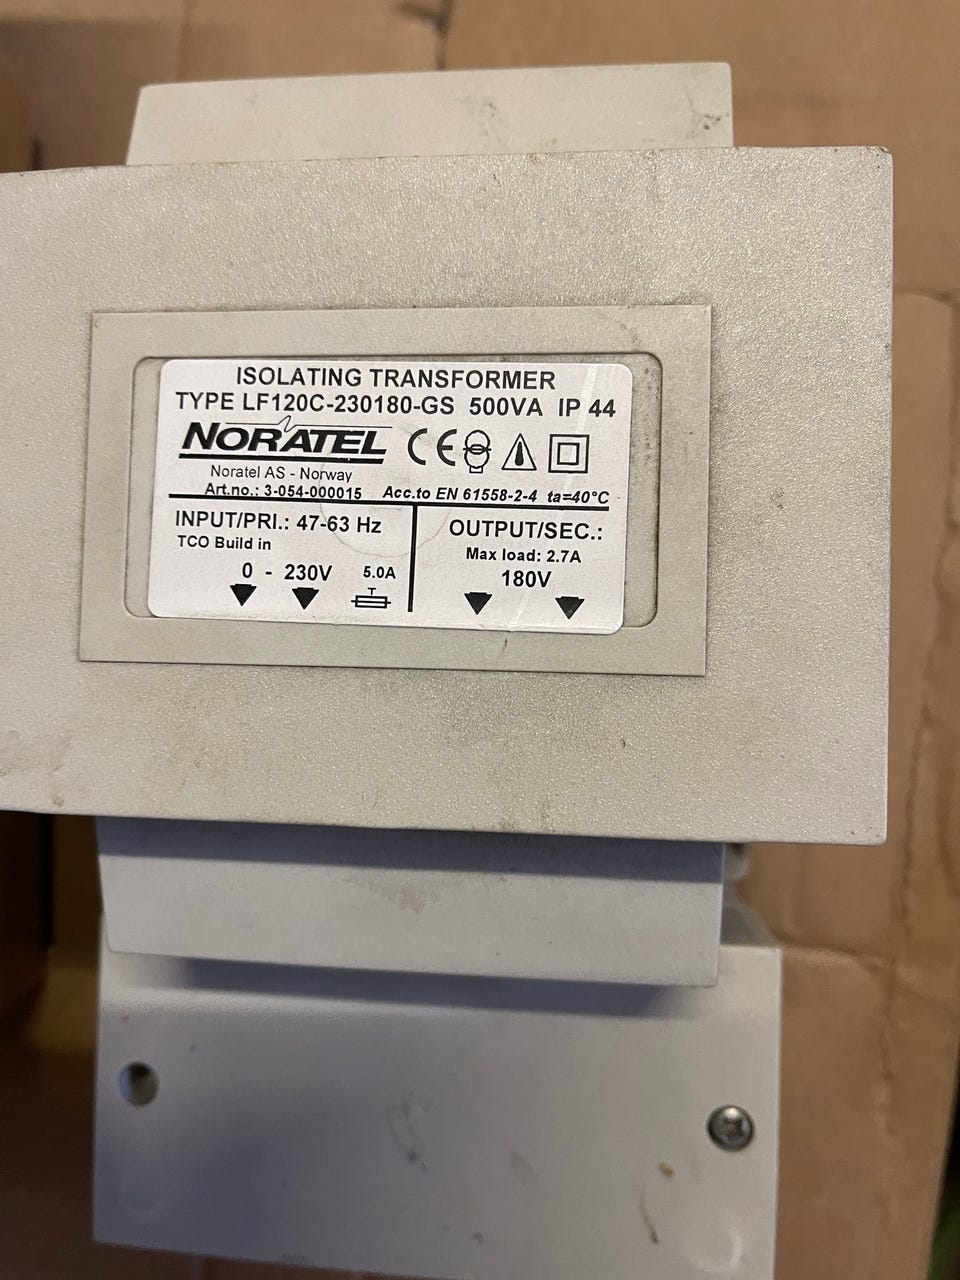 ISOLATING TRANSFORMER
TYPE LF120C-230180-GS 500VA IP 44
NORATEL CE
Noratel AS - Norway
Art.no.: 3-054-000015 Acc.to EN 61558-2-4 ta=40°C
INPUT/PRI.: 47-63 Hz
TCO Build in
0 - 230V 5.0A
T
OUTPUT/SEC.:
Max load: 2.7A
180V